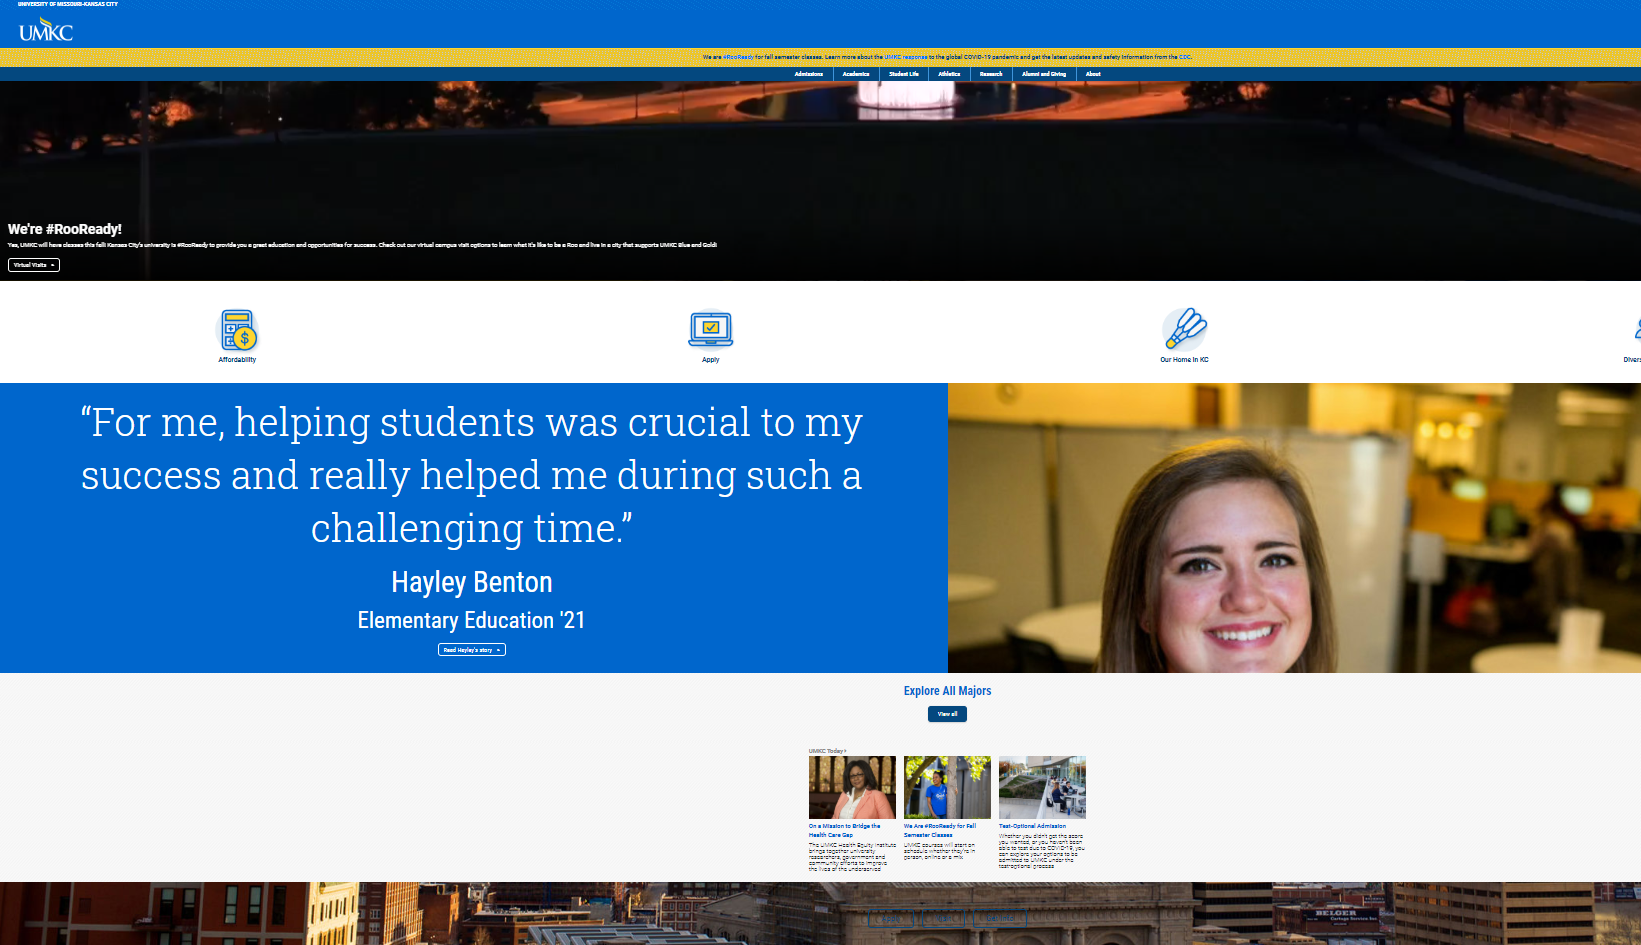 UNIVERSITY OF MISSOURI-KANSAS CITY
UMKC
We are #RooReady for fall semester classes. Learn more about the UMKC response to the global COVID-19 pandemic and get the latest updates and safety information from the CDC.
Admissions Academics Student Life Athletics Research Alumni and Giving About
We're #RooReady!
Yes, UMKC will have classes this fall! Kansas City's university is #RooReady to provide you a great education and opportunities for success. Check out our virtual campus visit options to learn what it's like to be a Roo and live in a city that supports UMKC Blue and Gold!
Virtual Visits
Affordability Apply Our Home in KC Divers
“For me, helping students was crucial to my
success and really helped me during such a
challenging time.”
Hayley Benton
Elementary Education '21
Read Hayley's story
Explore All Majors
View all
UMKC Today
On a Mission to Bridge the
Health Care Gap
The UMKC Health Equity Institute
brings together university
researchers, government and
community efforts to improve
the lives of the underserved
We Are #RooReady for Fall
Semester Classes
UMKC courses will start on
schedule whether they're in
person, online or a mix.
Test-Optional Admission
Whether you didn't get the score
you wanted, or you haven't been
able to test due to COVID-19, you
can explore your options to be
admitted to UMKC under the
test-optional process
BELGER
Cartage Service Inc.